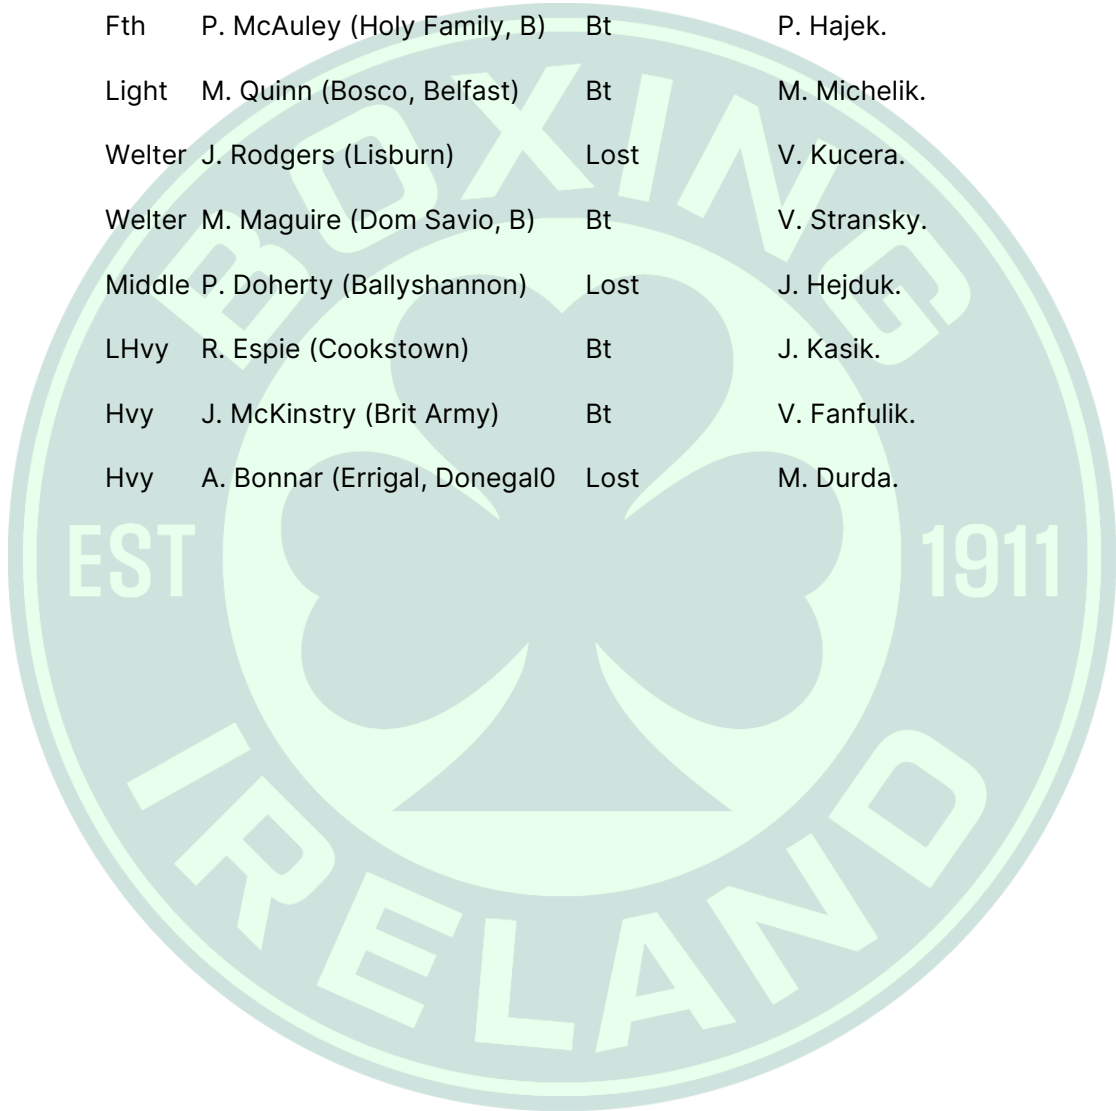 Fth P. McAuley (Holy Family, B) Bt P. Hajek.
Light M. Quinn (Bosco, Belfast) Bt M. Michelik.
Welter J. Rodgers (Lisburn) Lost V. Kucera.
Welter M. Maguire (Dom Savio, B) Bt V. Stransky.
Middle P. Doherty (Ballyshannon) Lost J. Hejduk.
LHvy R. Espie (Cookstown) Bt J. Kasik.
Hvy J. McKinstry (Brit Army) Bt V. Fanfulik.
Hvy A. Bonnar (Errigal, Donegal0 Lost M. Durda.
BOXING
EST 1911
IRELAND